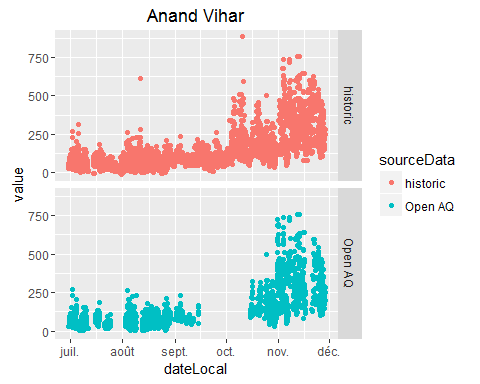 Anand Vihar
value
750
500
250
0
historic
750
500
250
0
Open AQ
juil.
août
sept.
oct.
nov.
déc.
dateLocal
sourceData
historic
Open AQ